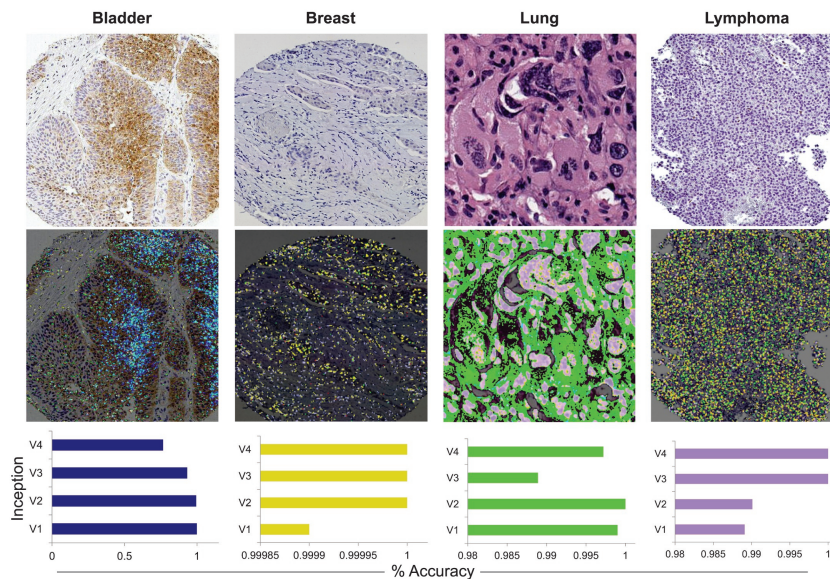 Bladder
Breast
Lung
Lymphoma
Inception
V4
V3
V2
V1
0
0.5
1
V4
V3
V2
V1
0.99985
0.9999
0.99995
1
V4
V3
V2
V1
0.98
0.985
0.99
0.995
1
V4
V3
V2
V1
0.98
0.985
0.99
0.995
1
% Accuracy